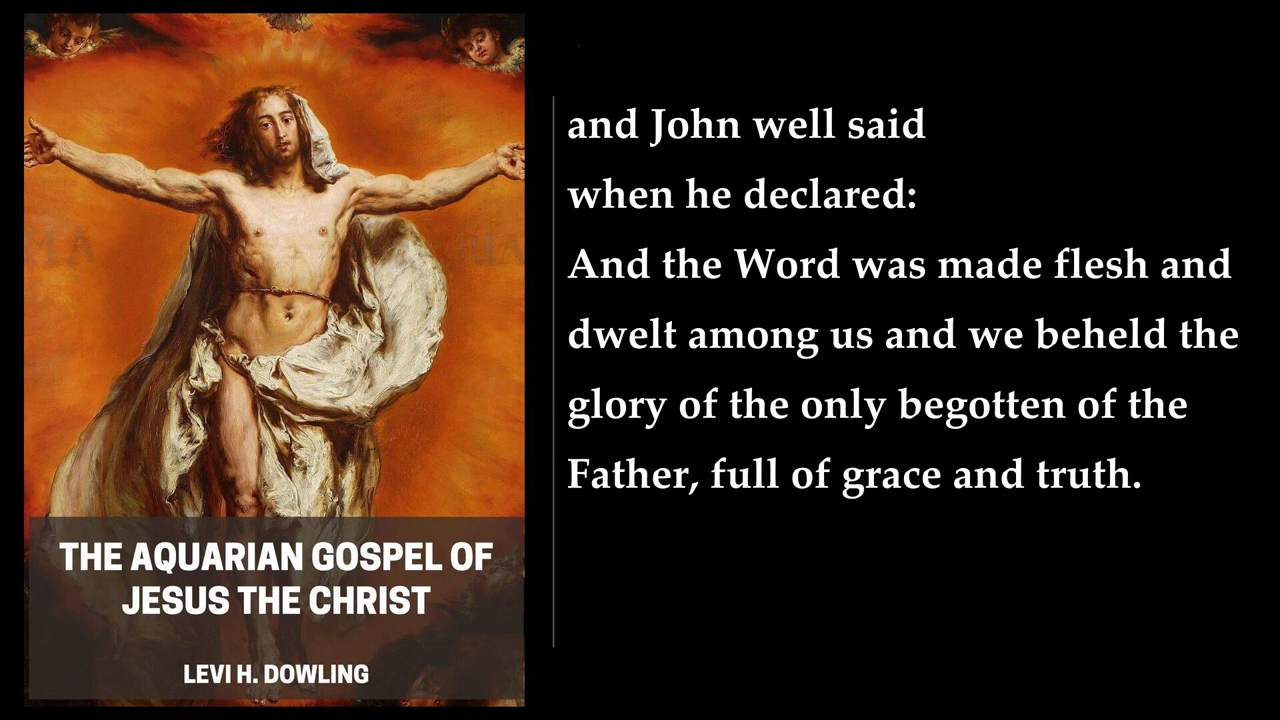 THE AQUARIAN GOSPEL OF
JESUS THE CHRIST
LEVI H. DOWLING
and John well said
when he declared:
And the Word was made flesh and
dwelt among us and we beheld the
glory of the only begotten of the
Father, full of grace and truth.